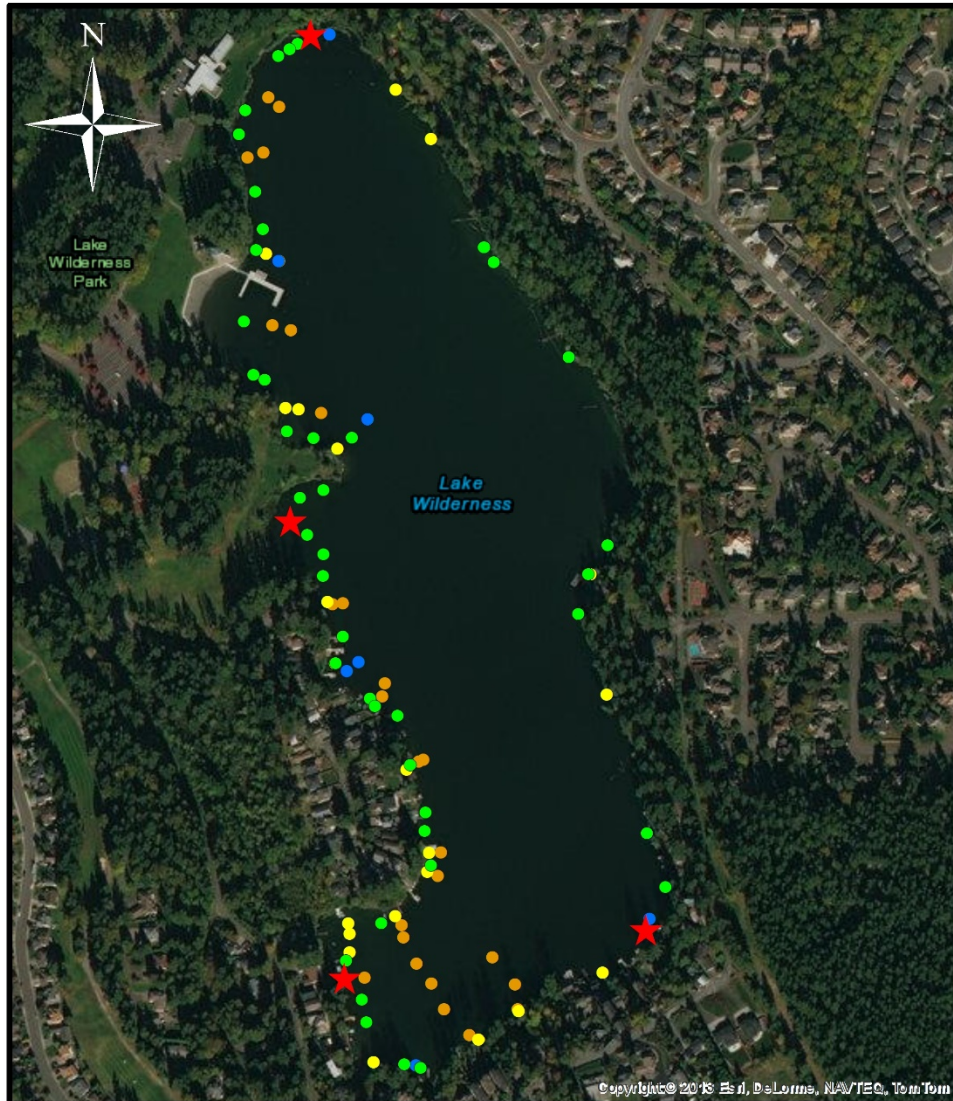 N
Lake
Wilderness
Park
Lake
Wilderness
Copyright:© 2013 Esri, DeLorme, NAVTEQ, TomTom